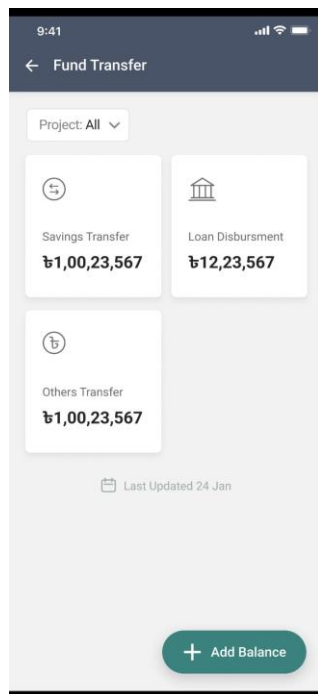 9:41
Fund Transfer
Project: All
Savings Transfer
৳1,00,23,567
Loan Disbursment
৳12,23,567
Others Transfer
৳1,00,23,567
Last Updated 24 Jan
Add Balance